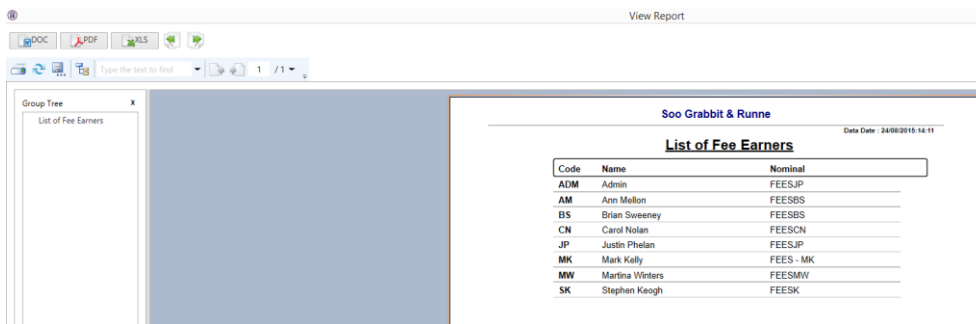 View Report
DOC PDF XLS
Type the text to find 1 / 1
Group Tree x
List of Fee Earners
Soo Grabbit & Runne
Data Date : 24/08/2015:14:11
List of Fee Earners
Code Name Nominal
ADM Admin FEESJP
AM Ann Mellon FEESBS
BS Brian Sweeney FEESBS
CN Carol Nolan FEESCN
JP Justin Phelan FEESJP
MK Mark Kelly FEES - MK
MW Martina Winters FEESMW
SK Stephen Keogh FEESK